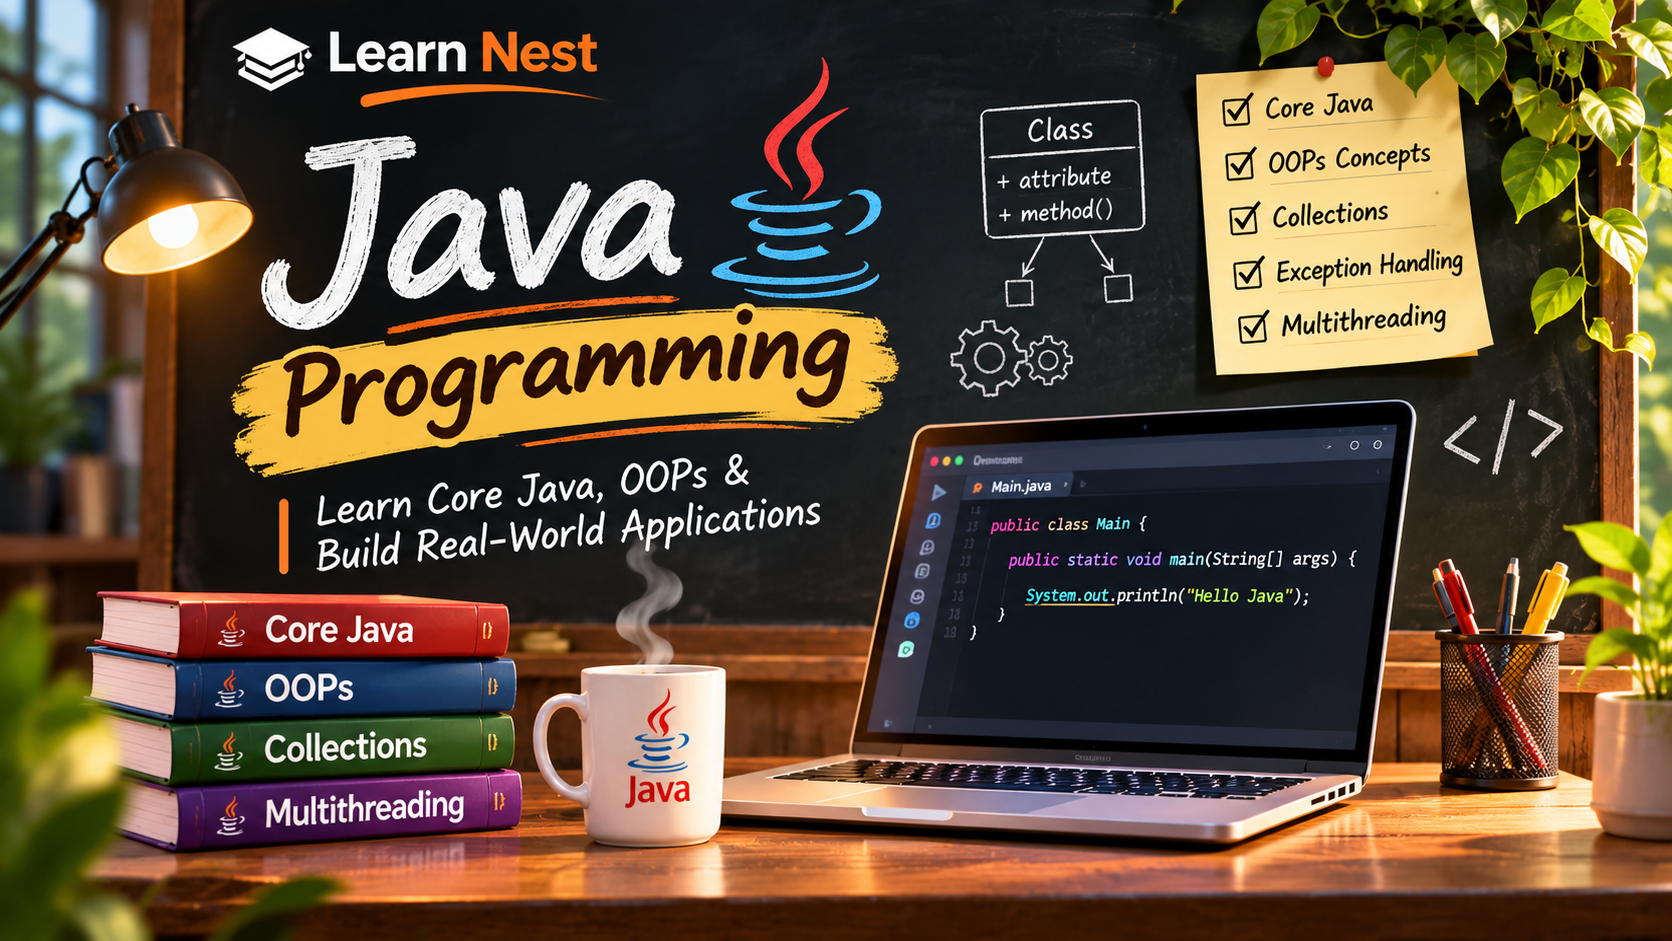 Learn Nest
Java
Programming
Learn Core Java, OOPs &
Build Real-World Applications
Class
+ attribute
+ method()
Core Java
OOPs Concepts
Collections
Exception Handling
Multithreading
</>
Main.java
public class Main {
public static void main(String[] args) {
System.out.println("Hello Java");
}
}
Core Java
OOPs
Collections
Multithreading
Java